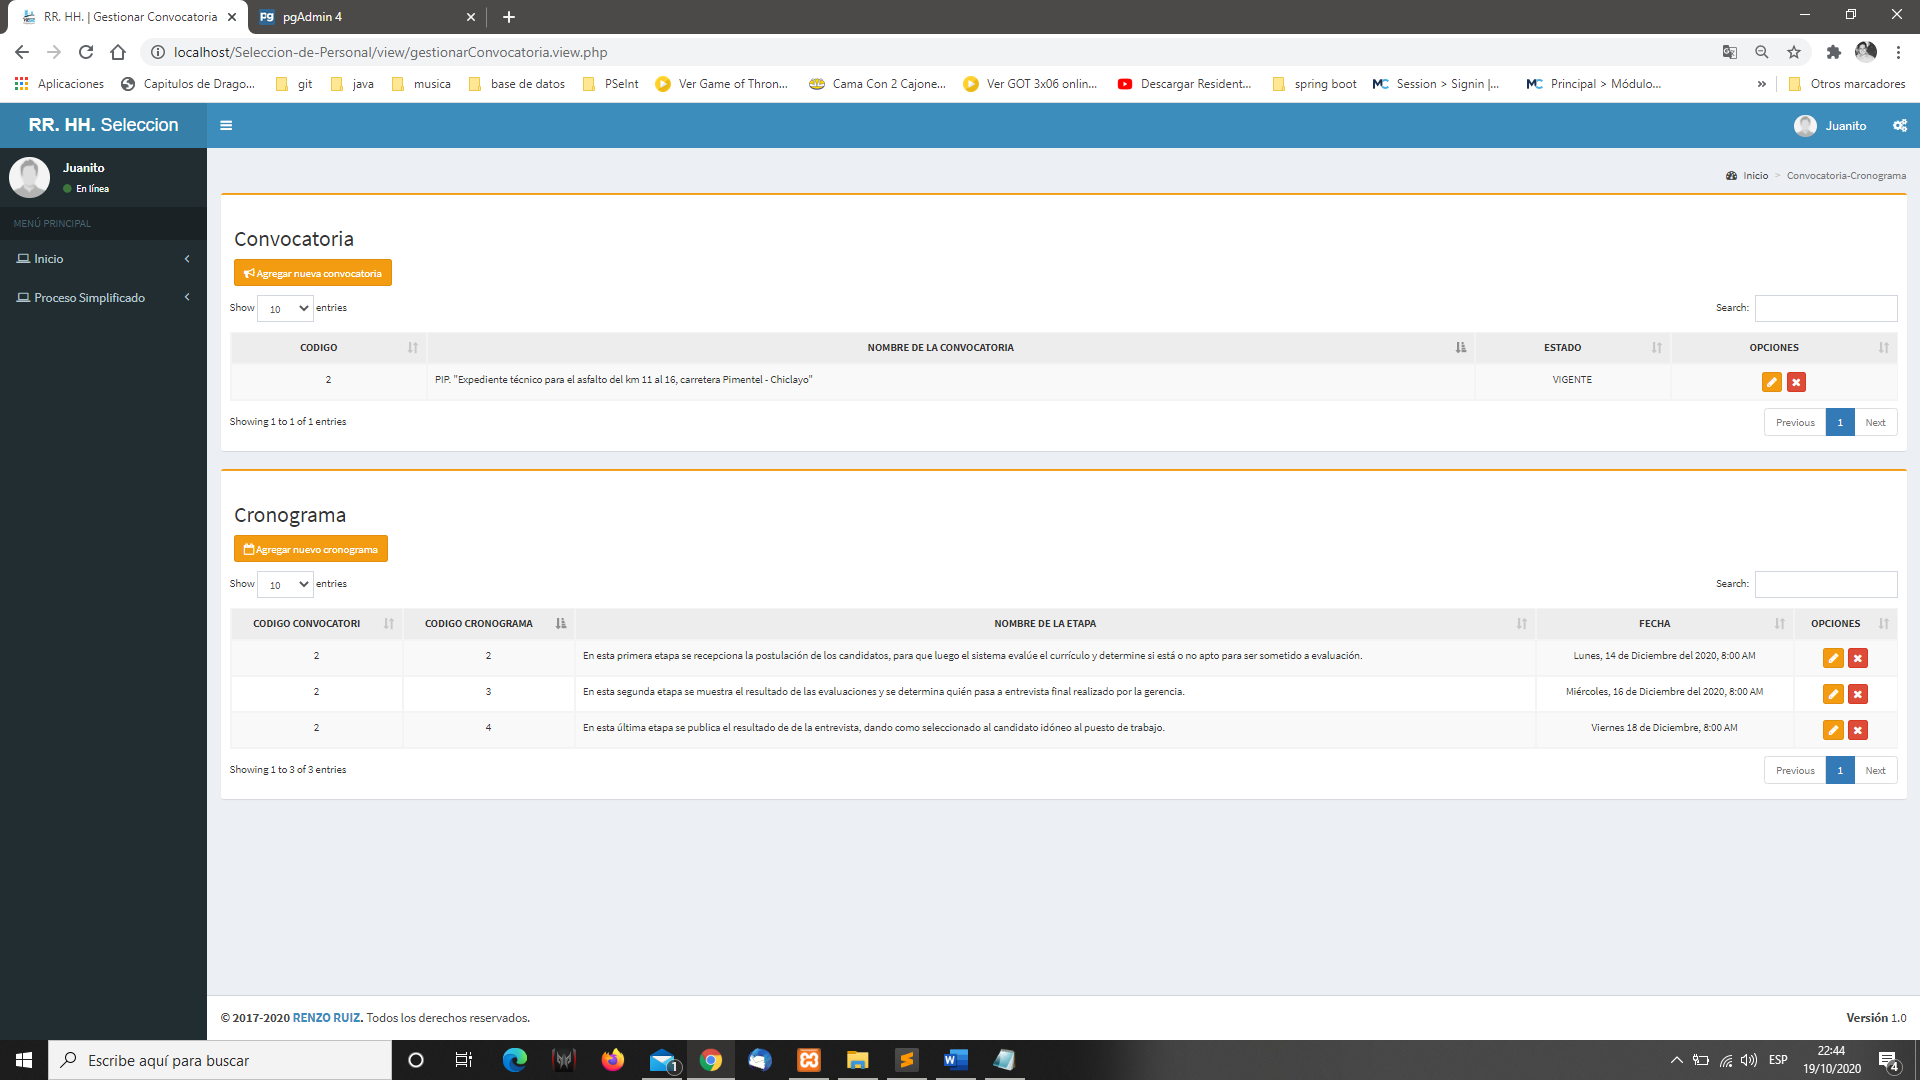 RR. HH. | Gestionar Convocatoria
pgAdmin 4
localhost/Seleccion-de-Personal/view/gestionarConvocatoria.view.php
Aplicaciones
Capitulos de Drago...
git
java
musica
base de datos
PSeInt
Ver Game of Thron...
Cama Con 2 Cajone...
Ver GOT 3x06 onlin...
Descargar Resident...
spring boot
Session > Signin |...
Principal > Módulo...
»
Otros marcadores
RR. HH. Seleccion
Juanito
Juanito
En línea
Inicio > Convocatoria-Cronograma
MENÚ PRINCIPAL
Inicio
Proceso Simplificado
Convocatoria
Agregar nueva convocatoria
Show 10 entries
Search:
CODIGO NOMBRE DE LA CONVOCATORIA ESTADO OPCIONES
2 PIP. "Expediente técnico para el asfalto del km 11 al 16, carretera Pimentel - Chiclayo" VIGENTE
Showing 1 to 1 of 1 entries
Previous 1 Next
Cronograma
Agregar nuevo cronograma
Show 10 entries
Search:
CODIGO CONVOCATORI CODIGO CRONOGRAMA NOMBRE DE LA ETAPA FECHA OPCIONES
2 2 En esta primera etapa se recepciona la postulación de los candidatos, para que luego el sistema evalúe el currículo y determine si está o no apto para ser sometido a evaluación. Lunes, 14 de Diciembre del 2020, 8:00 AM
2 3 En esta segunda etapa se muestra el resultado de las evaluaciones y se determina quién pasa a entrevista final realizado por la gerencia. Miércoles, 16 de Diciembre del 2020, 8:00 AM
2 4 En esta última etapa se publica el resultado de de la entrevista, dando como seleccionado al candidato idóneo al puesto de trabajo. Viernes 18 de Diciembre, 8:00 AM
Showing 1 to 3 of 3 entries
Previous 1 Next
© 2017-2020 RENZO RUIZ. Todos los derechos reservados.
Versión 1.0
Escribe aquí para buscar
1
ESP
22:44
19/10/2020
4